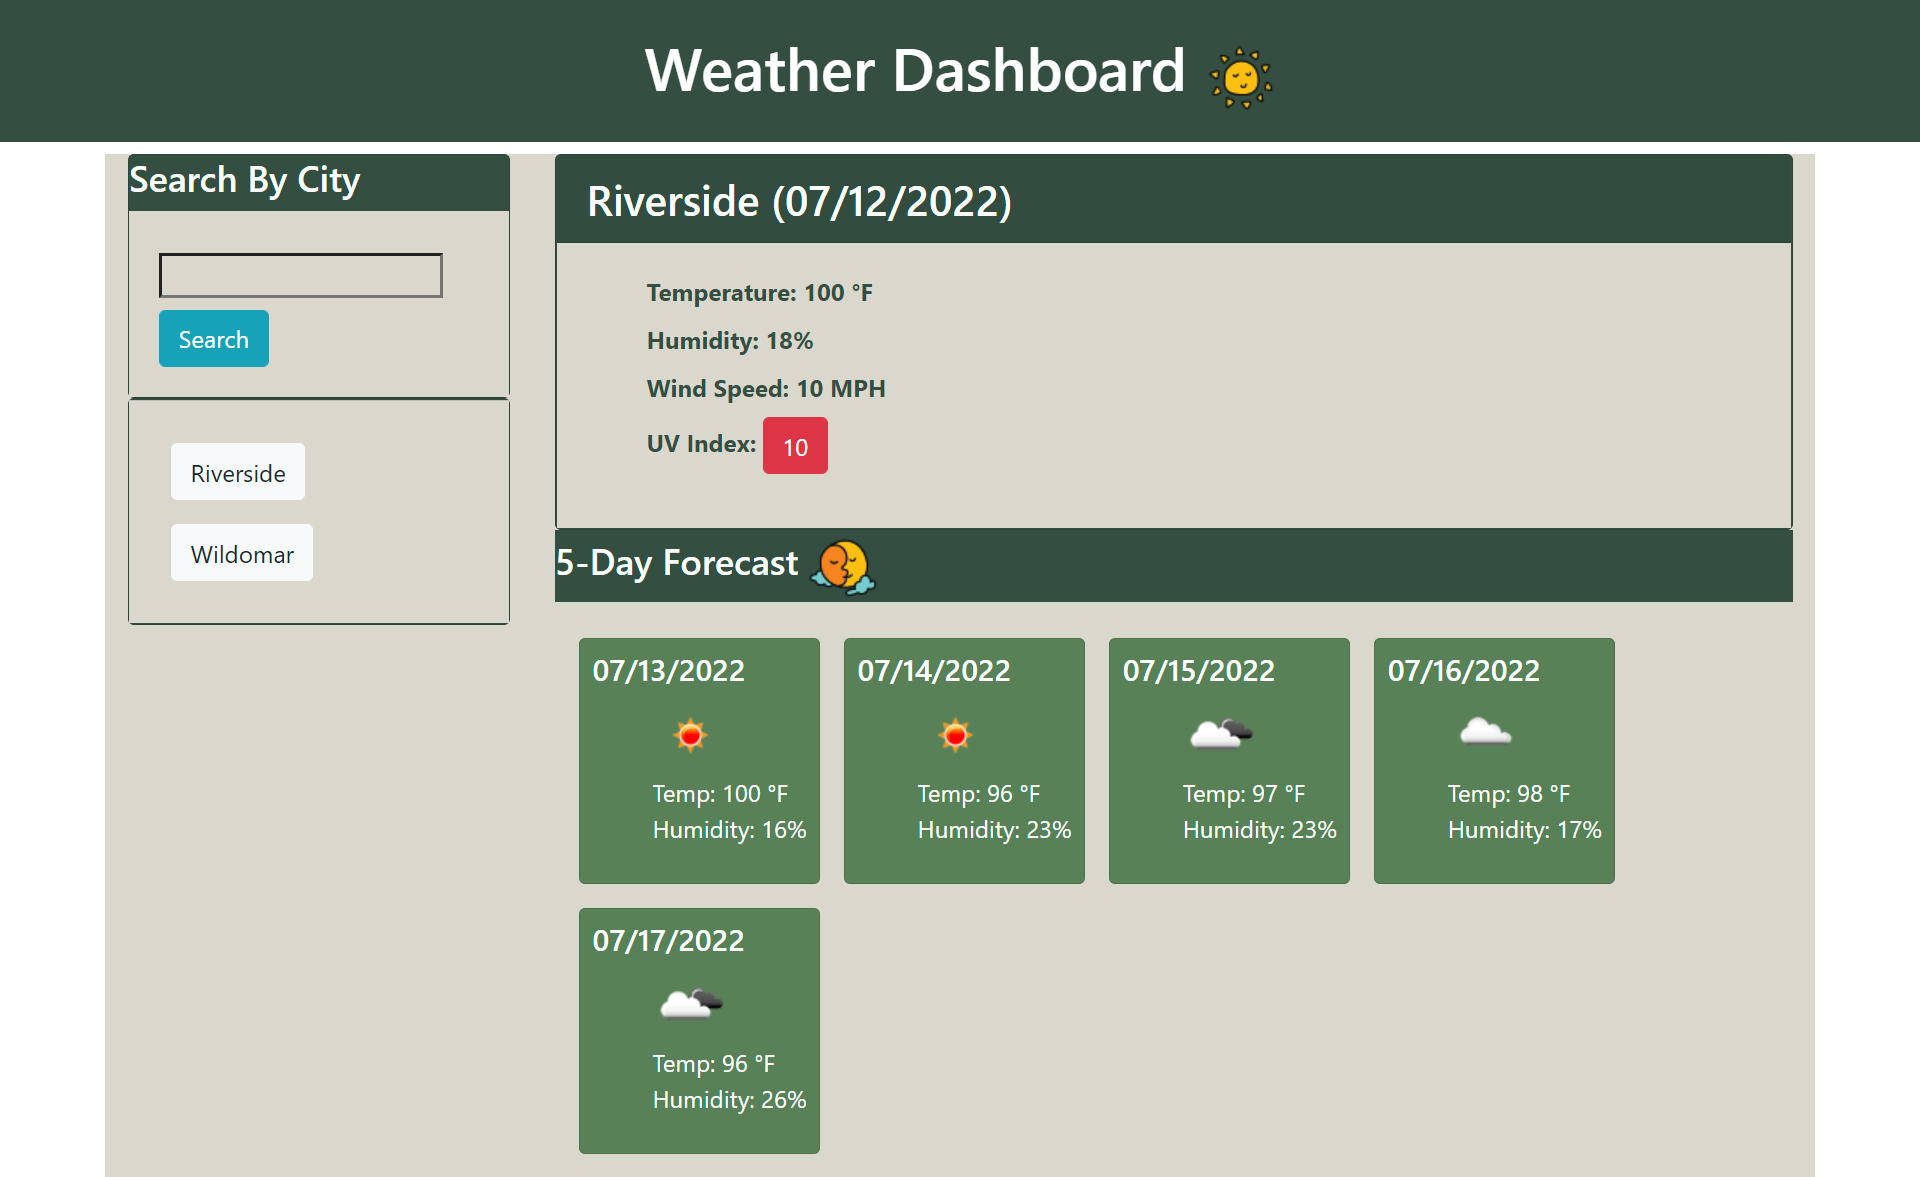 Weather Dashboard
Search By City
Search
Riverside
Wildomar
Riverside (07/12/2022)
Temperature: 100 °F
Humidity: 18%
Wind Speed: 10 MPH
UV Index: 10
5-Day Forecast
07/13/2022
Temp: 100 °F
Humidity: 16%
07/14/2022
Temp: 96 °F
Humidity: 23%
07/15/2022
Temp: 97 °F
Humidity: 23%
07/16/2022
Temp: 98 °F
Humidity: 17%
07/17/2022
Temp: 96 °F
Humidity: 26%